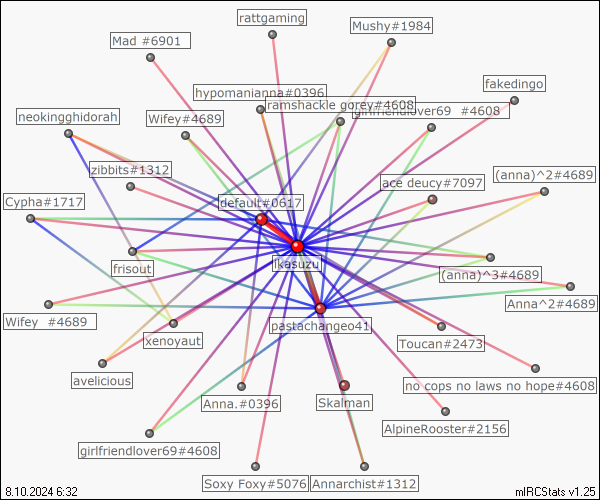 rattgaming
Mushy#1984
Mad #6901
fakedingo
hypomanianna#0396
ramshackle gorey#4608
girlfriendlover69 #4608
neokingghidorah
Wifey#4689
zibbits#1312
(anna)^2#4689
ace deucy#7097
Cypha#1717
default#0617
ikasuzu
frisout
(anna)^3#4689
Anna^2#4689
Wifey #4689
pastachangeo41
xenoyaut
Toucan#2473
avelicious
no cops no laws no hope#4608
Anna.#0396
Skalman
AlpineRooster#2156
girlfriendlover69#4608
Soxy Foxy#5076
Annarchist#1312
8.10.2024 6:32
mIRCStats v1.25